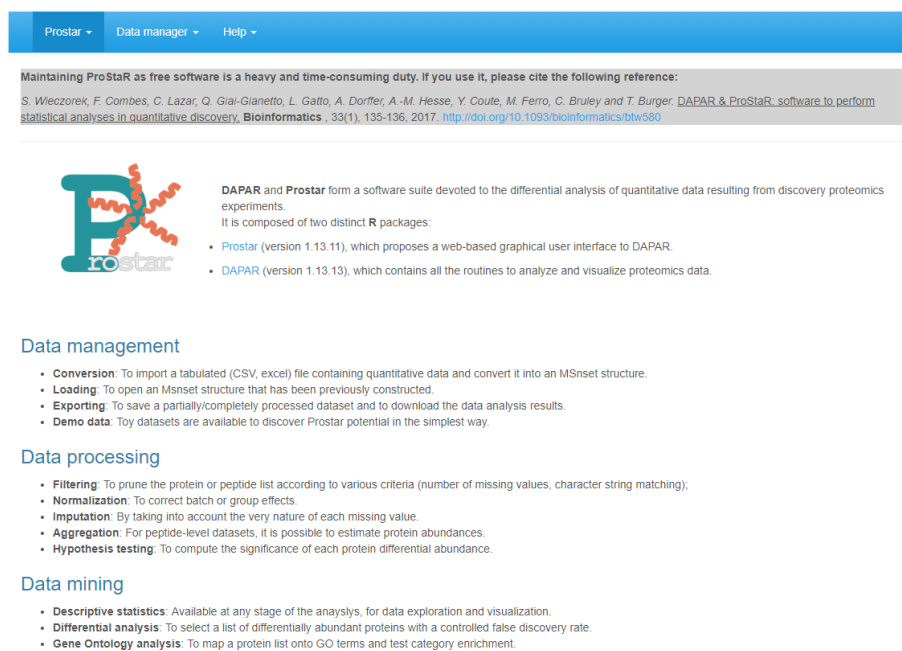 Prostar Data manager Help
Maintaining ProStaR as free software is a heavy and time-consuming duty. If you use it, please cite the following reference:
S. Wieczorek, F. Combes, C. Lazar, Q. Giai-Gianetto, L. Gatto, A. Dorffer, A.-M. Hesse, Y. Coute, M. Ferro, C. Bruley and T. Burger. DAPAR & ProStaR: software to perform
statistical analyses in quantitative discovery. Bioinformatics , 33(1), 135-136, 2017. http://doi.org/10.1093/bioinformatics/btw580
Prostar
DAPAR and Prostar form a software suite devoted to the differential analysis of quantitative data resulting from discovery proteomics
experiments.
It is composed of two distinct R packages:
• Prostar (version 1.13.11), which proposes a web-based graphical user interface to DAPAR.
• DAPAR (version 1.13.13), which contains all the routines to analyze and visualize proteomics data.
Data management
• Conversion: To import a tabulated (CSV, excel) file containing quantitative data and convert it into an MSnset structure.
• Loading: To open an Msnset structure that has been previously constructed.
• Exporting: To save a partially/completely processed dataset and to download the data analysis results.
• Demo data: Toy datasets are available to discover Prostar potential in the simplest way.
Data processing
• Filtering: To prune the protein or peptide list according to various criteria (number of missing values, character string matching);
• Normalization: To correct batch or group effects.
• Imputation: By taking into account the very nature of each missing value.
• Aggregation: For peptide-level datasets, it is possible to estimate protein abundances.
• Hypothesis testing: To compute the significance of each protein differential abundance.
Data mining
• Descriptive statistics: Available at any stage of the anayslys, for data exploration and visualization.
• Differential analysis: To select a list of differentially abundant proteins with a controlled false discovery rate.
• Gene Ontology analysis: To map a protein list onto GO terms and test category enrichment.